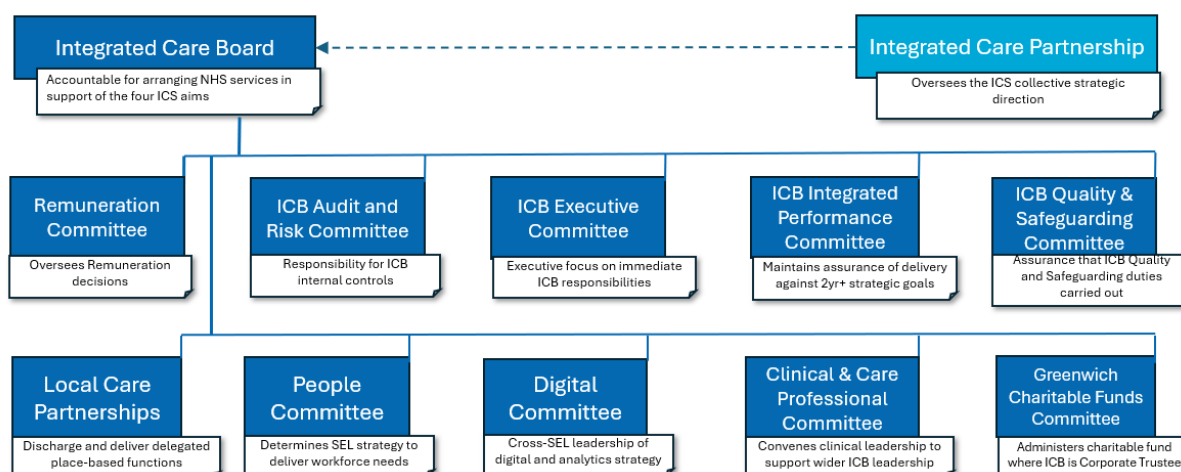 Integrated Care Board
Accountable for arranging NHS services in
support of the four ICS aims
Integrated Care Partnership
Oversees the ICS collective strategic
direction
Remuneration
Committee
Oversees Remuneration
decisions
ICB Audit and
Risk Committee
Responsibility for ICB
internal controls
ICB Executive
Committee
Executive focus on immediate
ICB responsibilities
ICB Integrated
Performance
Committee
Maintains assurance of delivery
against 2yr+ strategic goals
ICB Quality &
Safeguarding
Committee
Assurance that ICB Quality
and Safeguarding duties
carried out
Local Care
Partnerships
Discharge and deliver delegated
place-based functions
People
Committee
Determines SEL strategy to
deliver workforce needs
Digital
Committee
Cross-SEL leadership of
digital and analytics strategy
Clinical & Care
Professional
Committee
Convenes clinical leadership to
support wider ICB leadership
Greenwich
Charitable Funds
Committee
Administers charitable fund
where ICB is Corporate Trustee